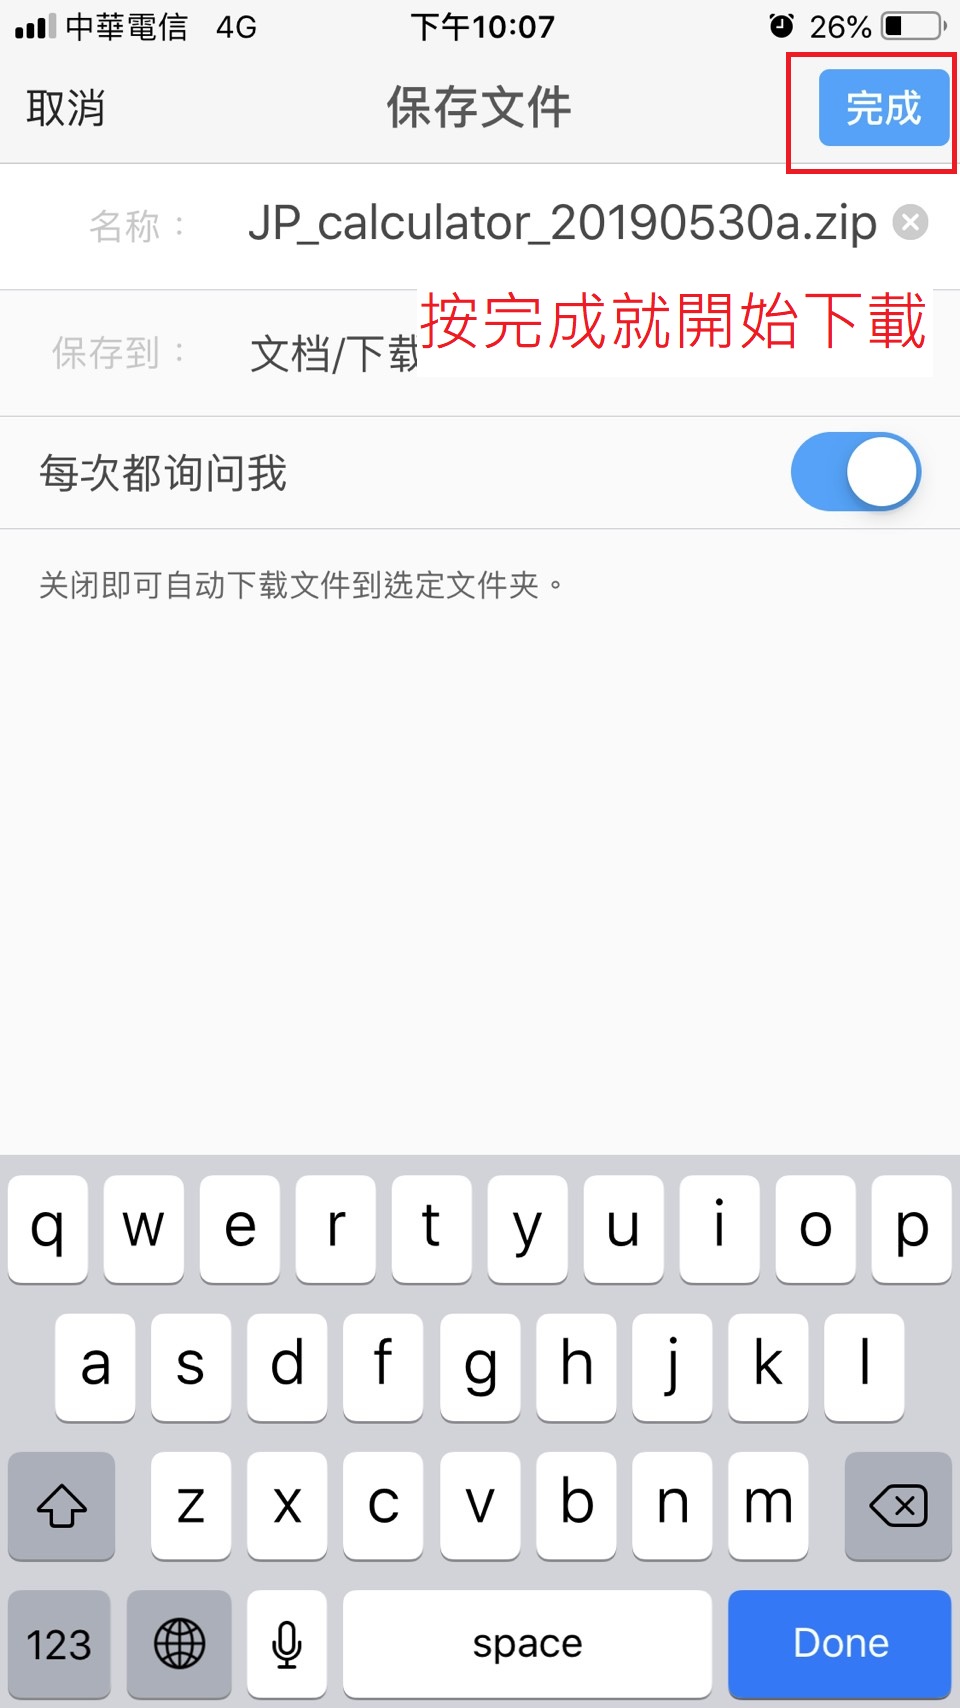 中華電信 4G 下午10:07 26%
取消 保存文件 完成
名称： JP_calculator_20190530a.zip
按完成就開始下載
保存到： 文档/下载
每次都询问我
关闭即可自动下载文件到选定文件夹。
q w e r t y u i o p
a s d f g h j k l
z x c v b n m
123 space Done